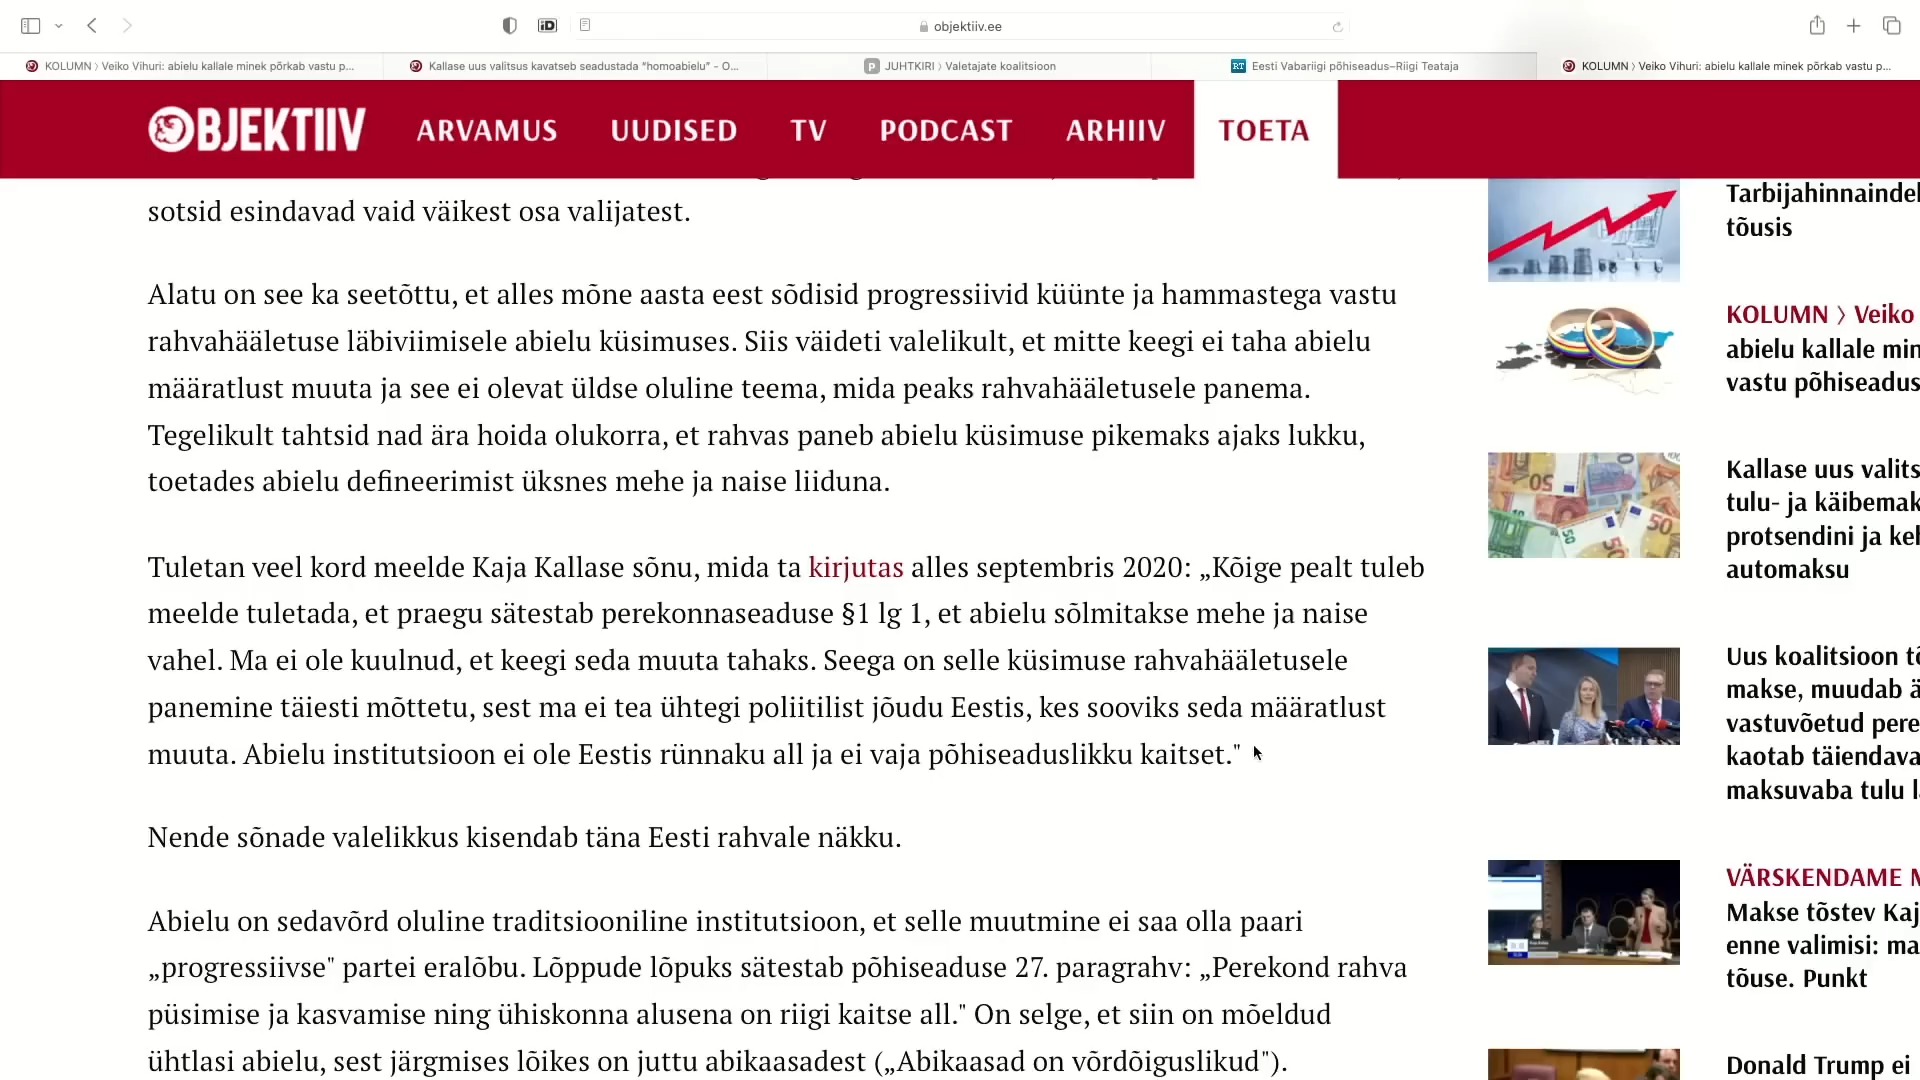 objektiiv.ee
KOLUMN 〉 Veiko Vihuri: abielu kallale minek põrkab vastu p...
Kallase uus valitsus kavatseb seadustada "homoabielu" - O...
P JUHTKIRI 〉 Valetajate koalitsioon
RT Eesti Vabariigi põhiseadus–Riigi Teataja
KOLUMN 〉 Veiko Vihuri: abielu kallale minek põrkab vastu p...
OBJEKTIIV
ARVAMUS
UUDISED
TV
PODCAST
ARHIIV
TOETA
sotsid esindavad vaid väikest osa valijatest.
Alatu on see ka seetõttu, et alles mõne aasta eest sõdisid progressiivid küünte ja hammastega vastu
rahvahääletuse läbiviimisele abielu küsimuses. Siis väideti valelikult, et mitte keegi ei taha abielu
määratlust muuta ja see ei olevat üldse oluline teema, mida peaks rahvahääletusele panema.
Tegelikult tahtsid nad ära hoida olukorra, et rahvas paneb abielu küsimuse pikemaks ajaks lukku,
toetades abielu defineerimist üksnes mehe ja naise liiduna.
Tuletan veel kord meelde Kaja Kallase sõnu, mida ta kirjutas alles septembris 2020: „Kõige pealt tuleb
meelde tuletada, et praegu sätestab perekonnaseaduse §1 lg 1, et abielu sõlmitakse mehe ja naise
vahel. Ma ei ole kuulnud, et keegi seda muuta tahaks. Seega on selle küsimuse rahvahääletusele
panemine täiesti mõttetu, sest ma ei tea ühtegi poliitilist jõudu Eestis, kes sooviks seda määratlust
muuta. Abielu institutsioon ei ole Eestis rünnaku all ja ei vaja põhiseaduslikku kaitset."
Nende sõnade valelikkus kisendab täna Eesti rahvale näkku.
Abielu on sedavõrd oluline traditsiooniline institutsioon, et selle muutmine ei saa olla paari
„progressiivse" partei eralõbu. Lõppude lõpuks sätestab põhiseaduse 27. paragrahv: „Perekond rahva
püsimise ja kasvamise ning ühiskonna alusena on riigi kaitse all." On selge, et siin on mõeldud
ühtlasi abielu, sest järgmises lõikes on juttu abikaasadest („Abikaasad on võrdõiguslikud").
Tarbijahinnaindek
tõusis
KOLUMN 〉 Veiko
abielu kallale min
vastu põhiseadus
Kallase uus valits
tulu- ja käibemak
protsendini ja keh
automaksu
Uus koalitsioon tõ
makse, muudab ä
vastuvõetud pere
kaotab täiendava
maksuvaba tulu l
VÄRSKENDAME M
Makse tõstev Kaj
enne valimisi: ma
tõuse. Punkt
Donald Trump ei